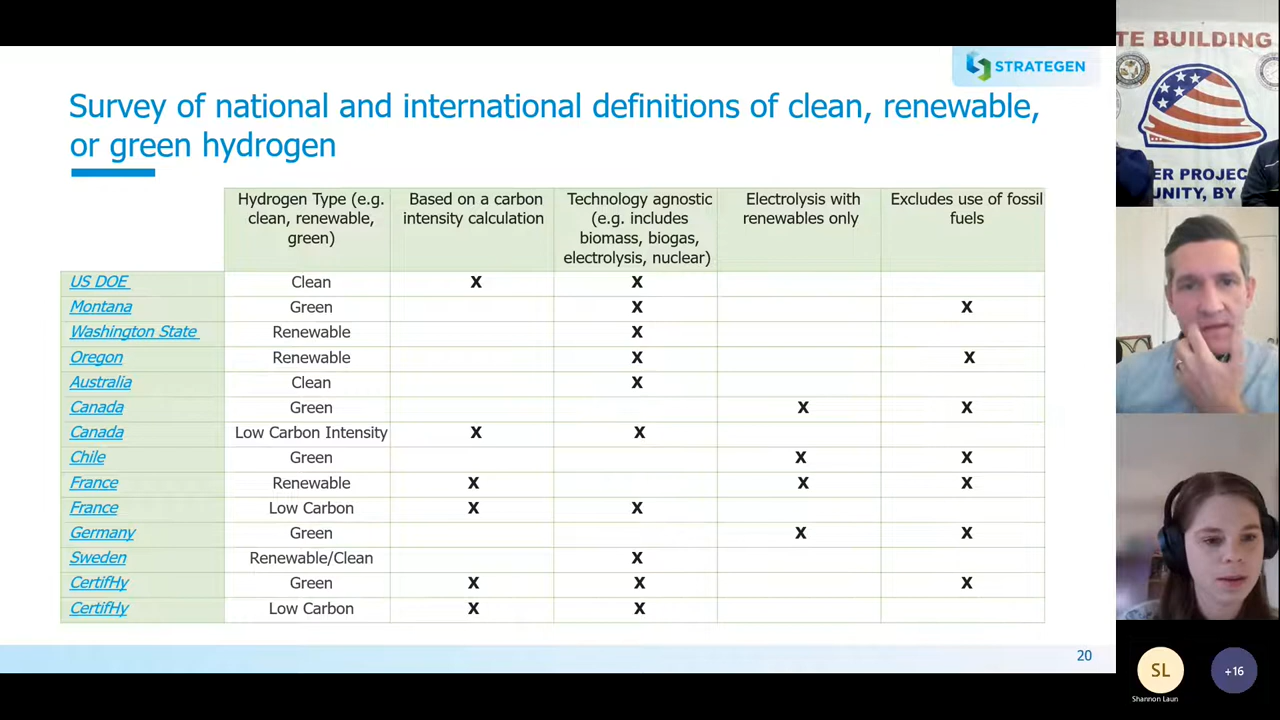 STRATEGEN
Survey of national and international definitions of clean, renewable,
or green hydrogen
Hydrogen Type (e.g.
clean, renewable,
green)
Based on a carbon
intensity calculation
Technology agnostic
(e.g. includes
biomass, biogas,
electrolysis, nuclear)
Electrolysis with
renewables only
Excludes use of fossil
fuels
US DOE Clean X X
Montana Green X X
Washington State Renewable X
Oregon Renewable X X
Australia Clean X
Canada Green X X
Canada Low Carbon Intensity X X
Chile Green X X
France Renewable X X X
France Low Carbon X X
Germany Green X X
Sweden Renewable/Clean X
CertifHy Green X X X
CertifHy Low Carbon X X
20
TE BUILDING
ER PROJEC
UNITY, BY
SL
+16
Shannon Laun